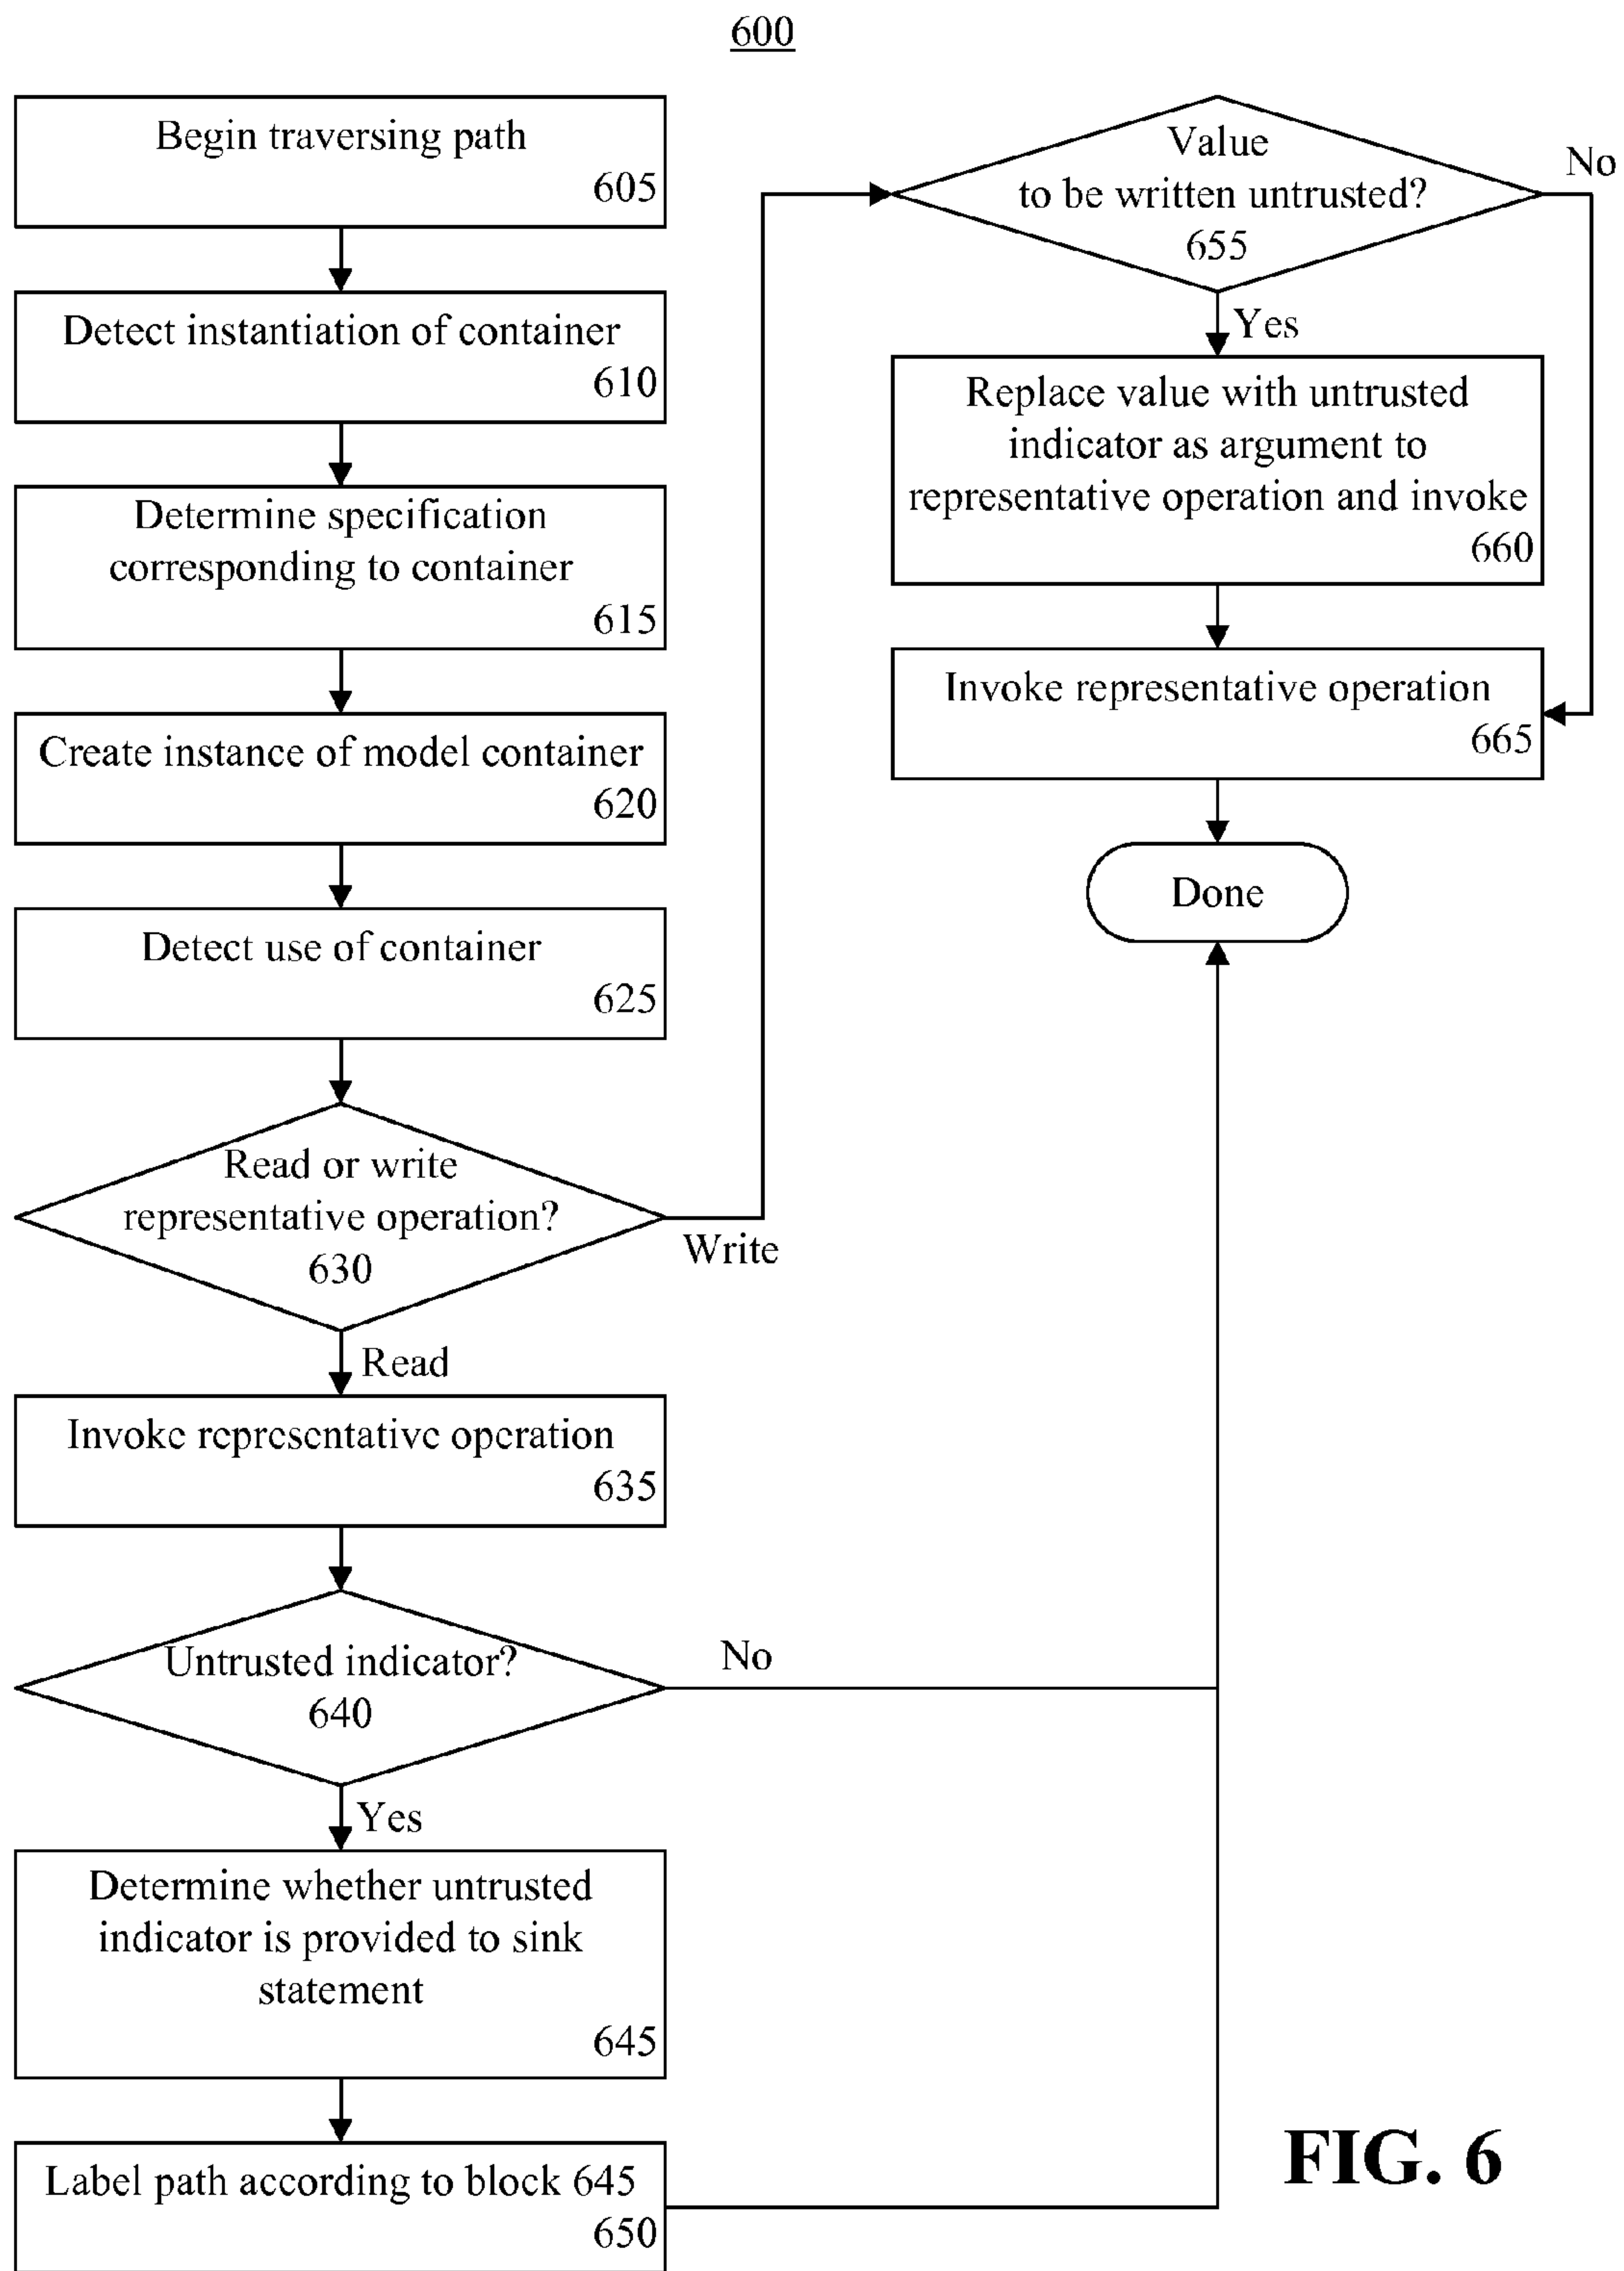 600
Begin traversing path
605
Detect instantiation of container
610
Determine specification
corresponding to container
615
Create instance of model container
620
Detect use of container
625
Read or write
representative operation?
630
Write
Read
Invoke representative operation
635
Untrusted indicator?
640
No
Yes
Determine whether untrusted
indicator is provided to sink
statement
645
Label path according to block 645
650
Value
to be written untrusted?
655
No
Yes
Replace value with untrusted
indicator as argument to
representative operation and invoke
660
Invoke representative operation
665
Done
FIG. 6